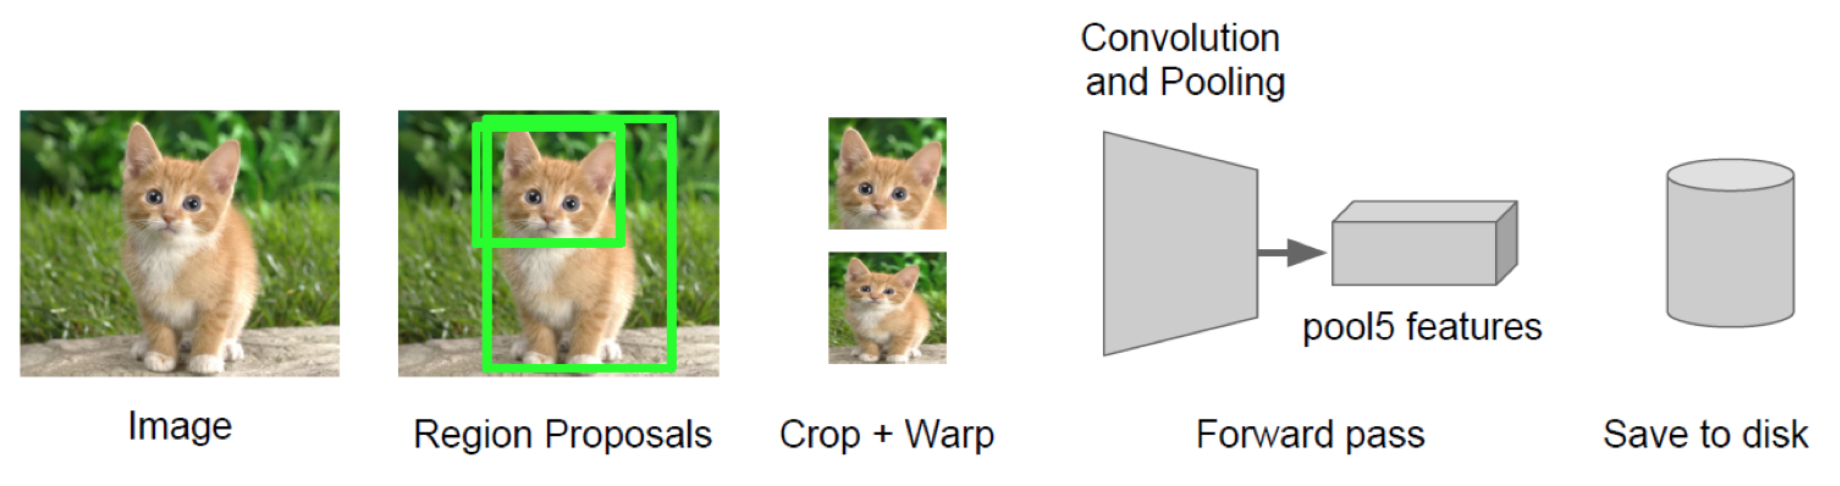 Convolution
and Pooling
pool5 features
Image
Region Proposals
Crop + Warp
Forward pass
Save to disk